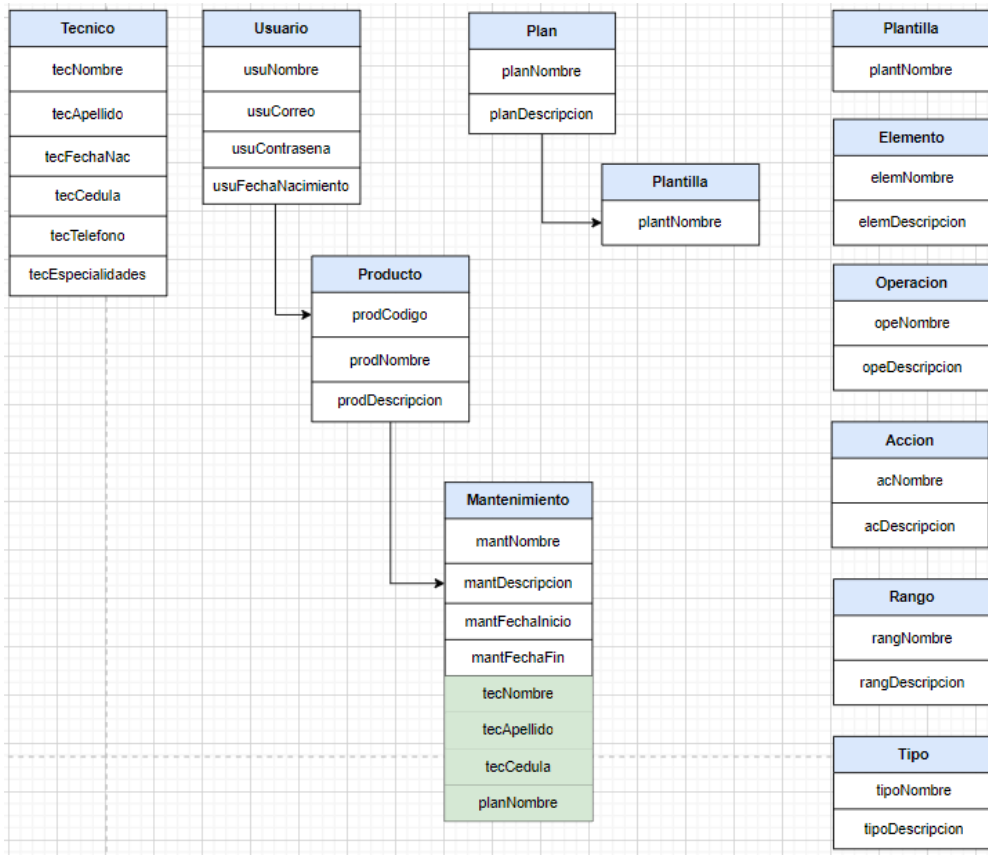 Tecnico
tecNombre
tecApellido
tecFechaNac
tecCedula
tecTelefono
tecEspecialidades
Usuario
usuNombre
usuCorreo
usuContrasena
usuFechaNacimiento
Producto
prodCodigo
prodNombre
prodDescripcion
Mantenimiento
mantNombre
mantDescripcion
mantFechaInicio
mantFechaFin
tecNombre
tecApellido
tecCedula
planNombre
Plan
planNombre
planDescripcion
Plantilla
plantNombre
Plantilla
plantNombre
Elemento
elemNombre
elemDescripcion
Operacion
opeNombre
opeDescripcion
Accion
acNombre
acDescripcion
Rango
rangNombre
rangDescripcion
Tipo
tipoNombre
tipoDescripcion